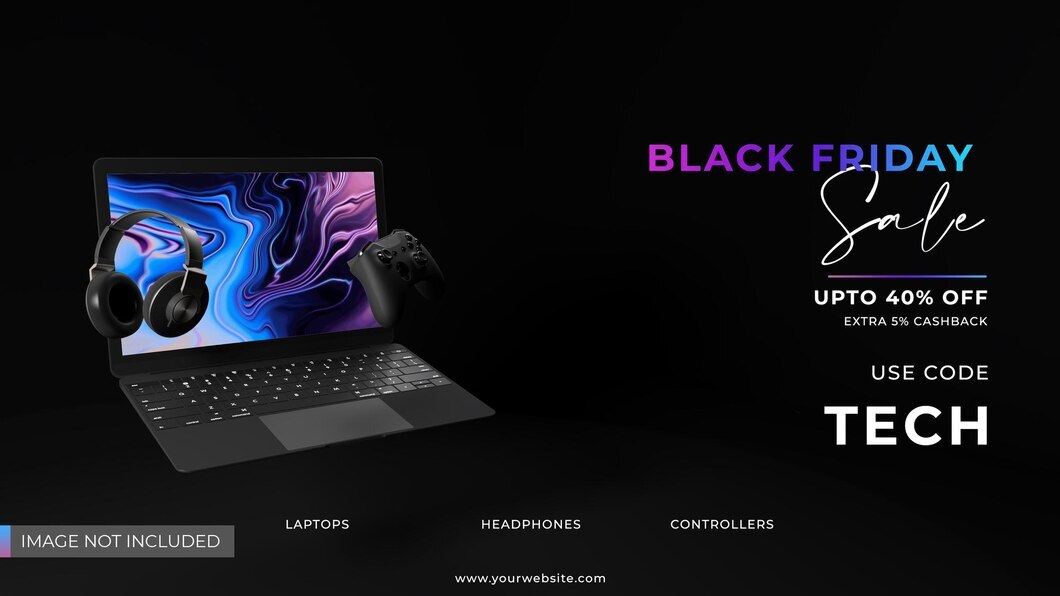 BLACK FRIDAY
Sale
UPTO 40% OFF
EXTRA 5% CASHBACK
USE CODE
TECH
LAPTOPS
HEADPHONES
CONTROLLERS
IMAGE NOT INCLUDED
www.yourwebsite.com